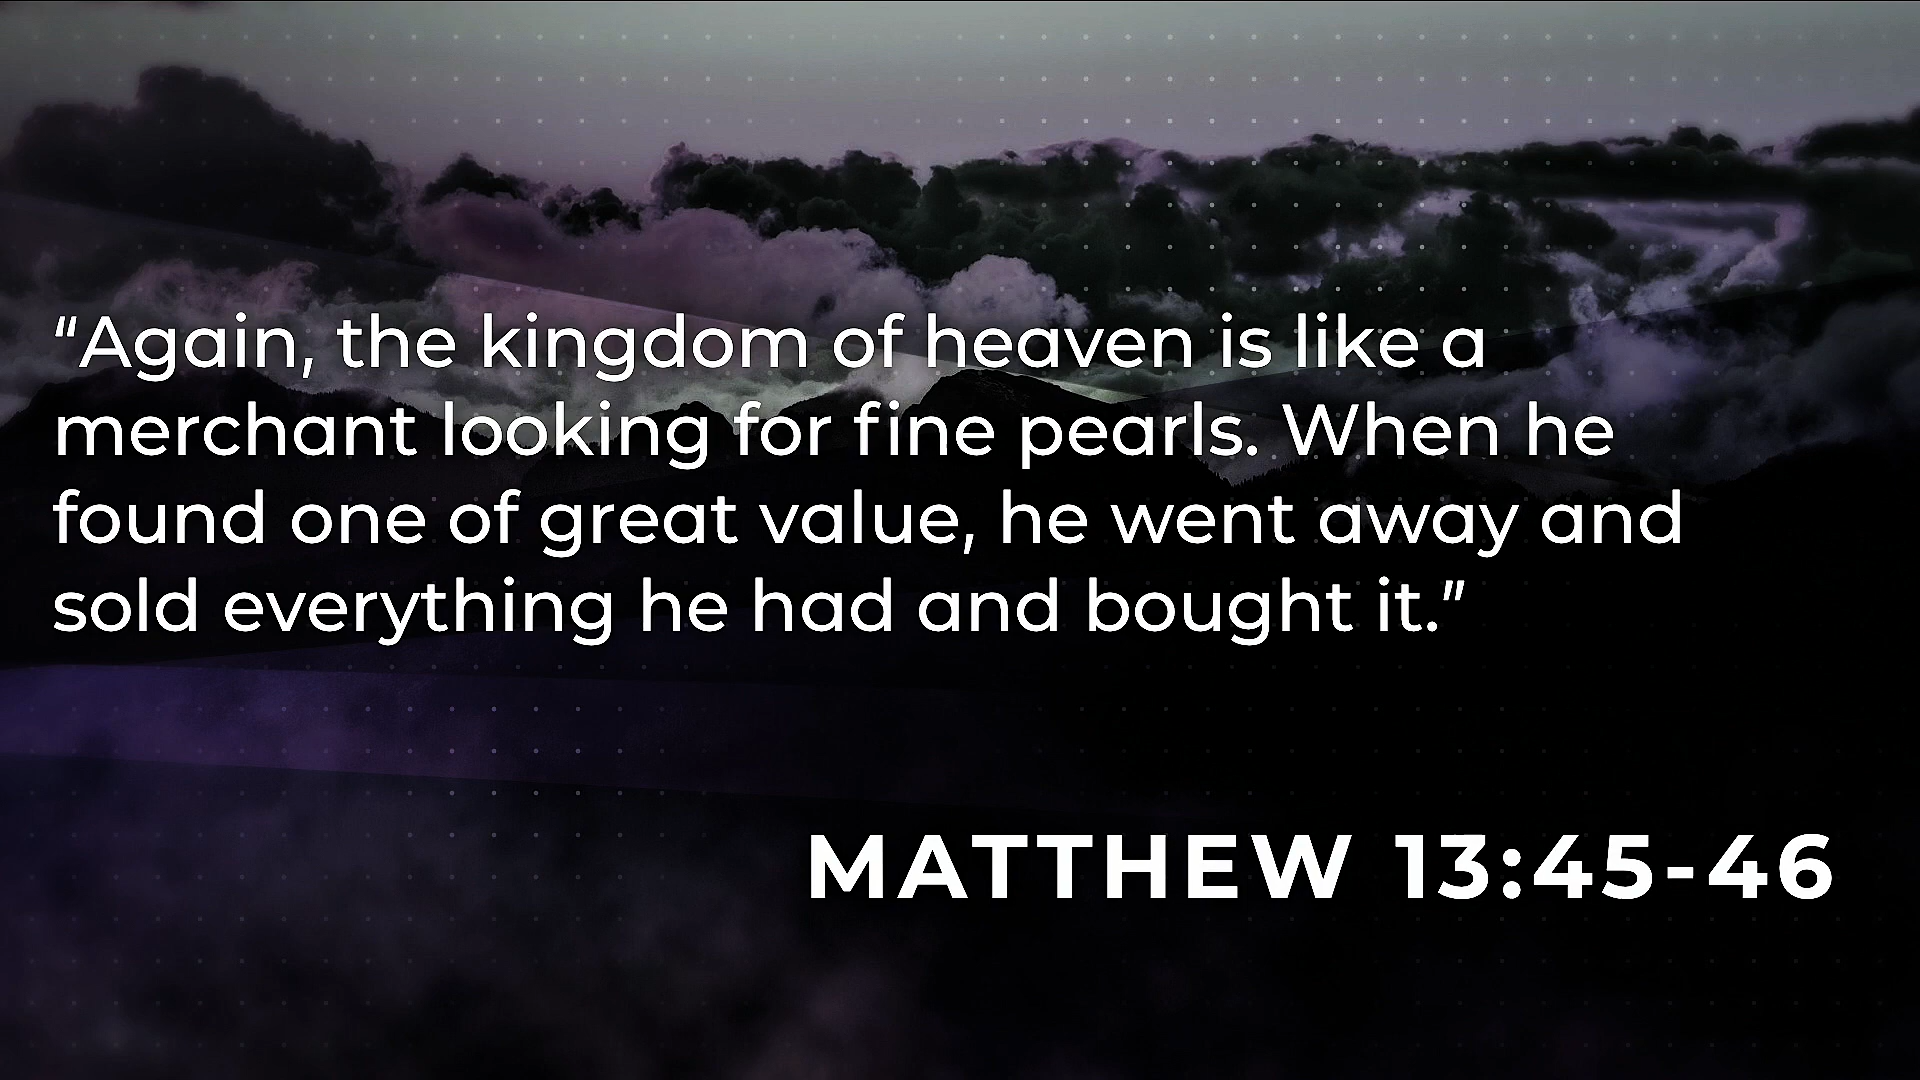 “Again, the kingdom of heaven is like a
merchant looking for fine pearls. When he
found one of great value, he went away and
sold everything he had and bought it.”
MATTHEW 13:45-46